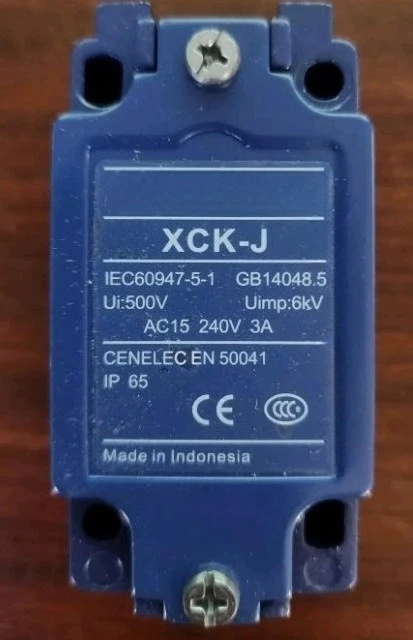 XCK-J
IEC60947-5-1 GB14048.5
Ui:500V Uimp:6kV
AC15 240V 3A
CENELEC EN 50041
IP 65
CE CCC
Made in Indonesia